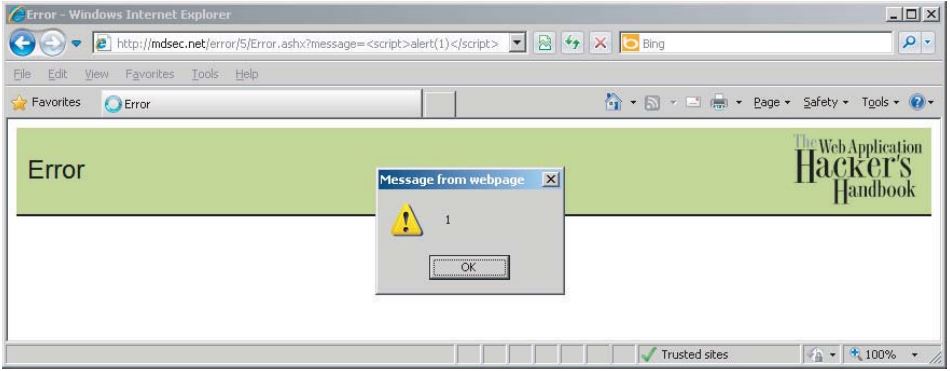 Error - Windows Internet Explorer
http://mdsec.net/error/5/Error.ashx?message=<script>alert(1)</script>
Bing
File Edit View Favorites Tools Help
Favorites
Error
Page
Safety
Tools
Error
The Web Application
Hacker's
Handbook
Message from webpage
1
OK
Trusted sites
100%